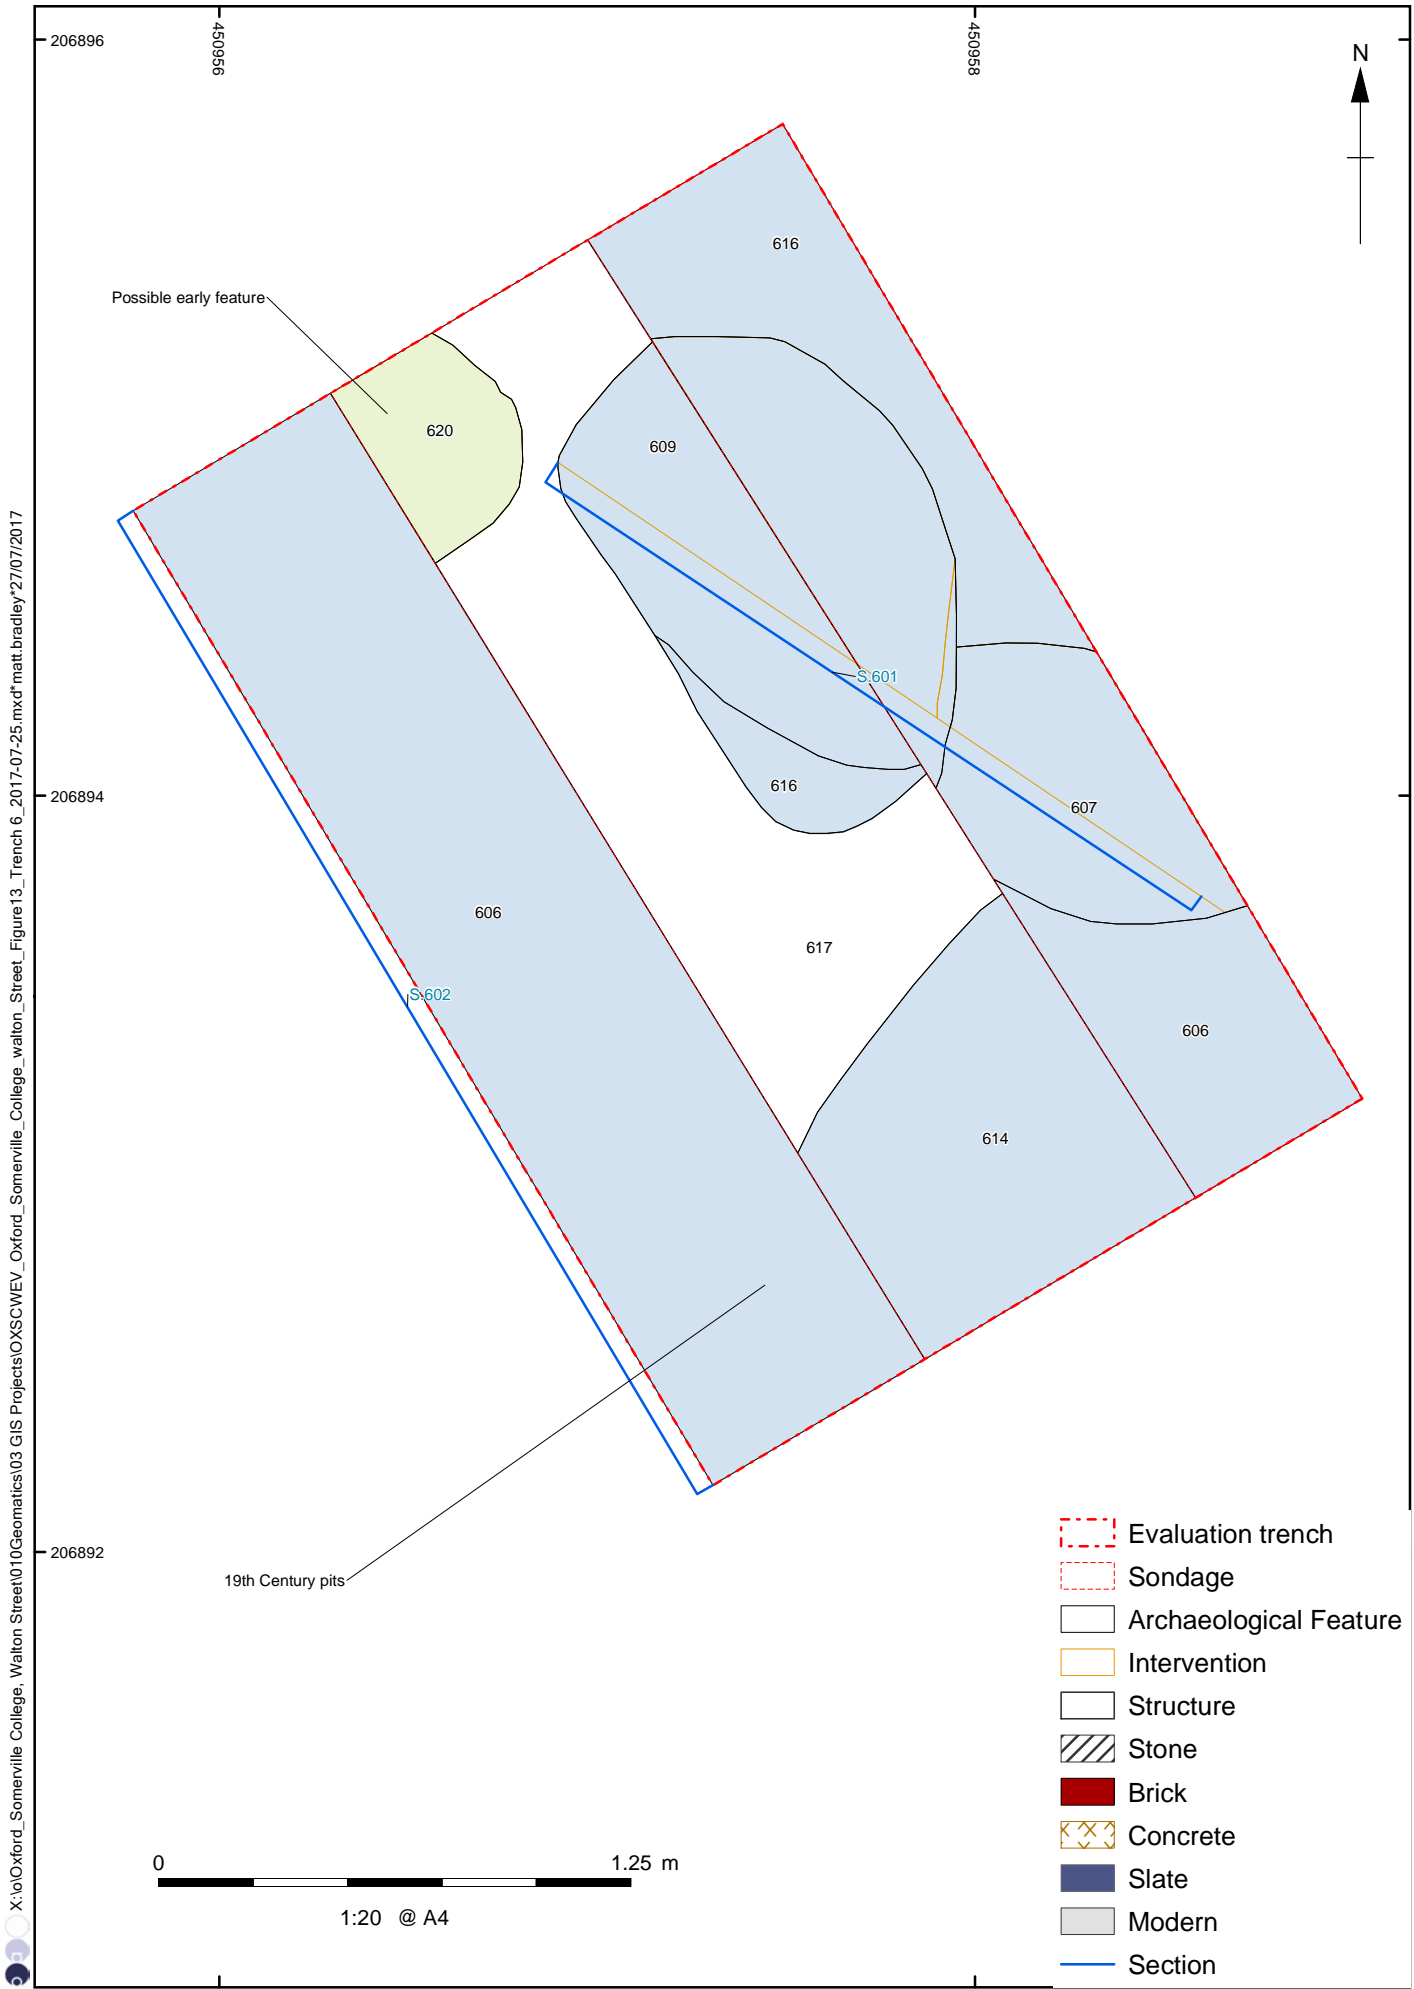 206896
450956
450958
N
616
Possible early feature
620
609
S.601
616
607
206894
606
617
S.602
606
614
19th Century pits
206892
0 1.25 m
1:20 @ A4
Evaluation trench
Sondage
Archaeological Feature
Intervention
Structure
Stone
Brick
Concrete
Slate
Modern
Section
X:\o\Oxford_Somerville College, Walton Street\010Geomatics\03 GIS Projects\OXSCWEV_Oxford_Somerville_College_walton_Street_Figure13_Trench 6_2017-07-25.mxd*matt.bradley*27/07/2017